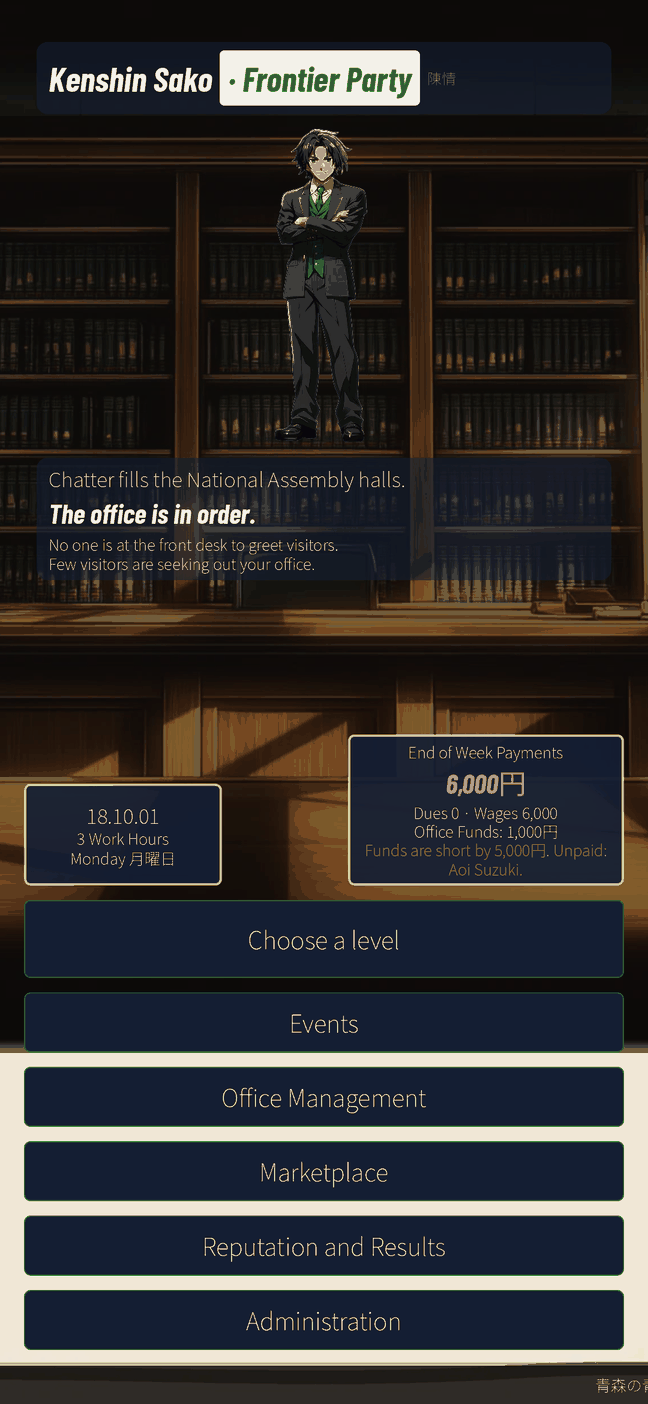 Kenshin Sako · Frontier Party 陳情
Chatter fills the National Assembly halls.
The office is in order.
No one is at the front desk to greet visitors.
Few visitors are seeking out your office.
End of Week Payments
6,000円
Dues 0 · Wages 6,000
Office Funds: 1,000円
Funds are short by 5,000円. Unpaid:
Aoi Suzuki.
18.10.01
3 Work Hours
Monday 月曜日
Choose a level
Events
Office Management
Marketplace
Reputation and Results
Administration
青森の